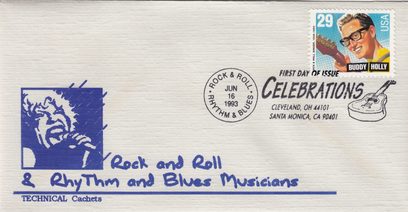 29
USA
BUDDY HOLLY
ROCK & ROLL
JUN
16
1993
RHYTHM & BLUES
FIRST DAY OF ISSUE
CELEBRATIONS
CLEVELAND, OH 44101
SANTA MONICA, CA 90401
Rock and Roll
& Rhythm and Blues Musicians
TECHNICAL Cachets